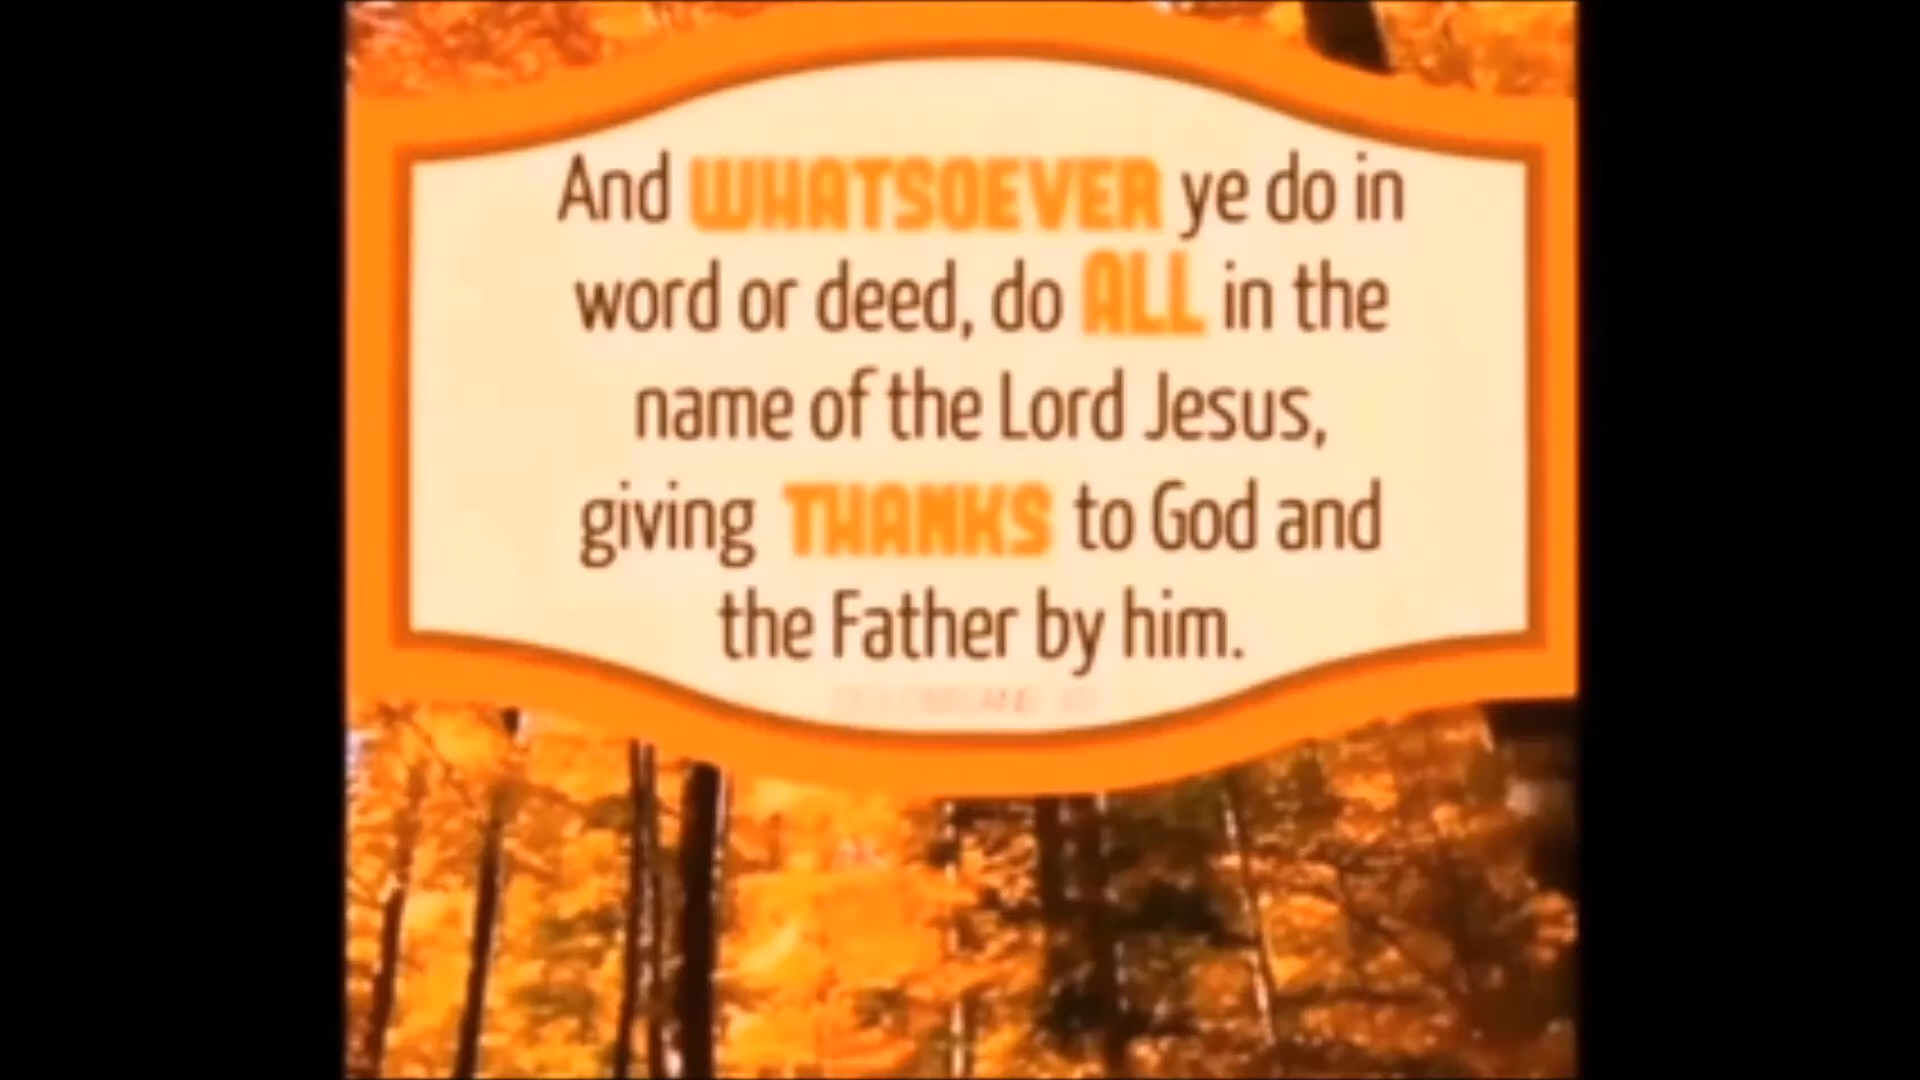 And WHATSOEVER ye do in
word or deed, do ALL in the
name of the Lord Jesus,
giving THANKS to God and
the Father by him.